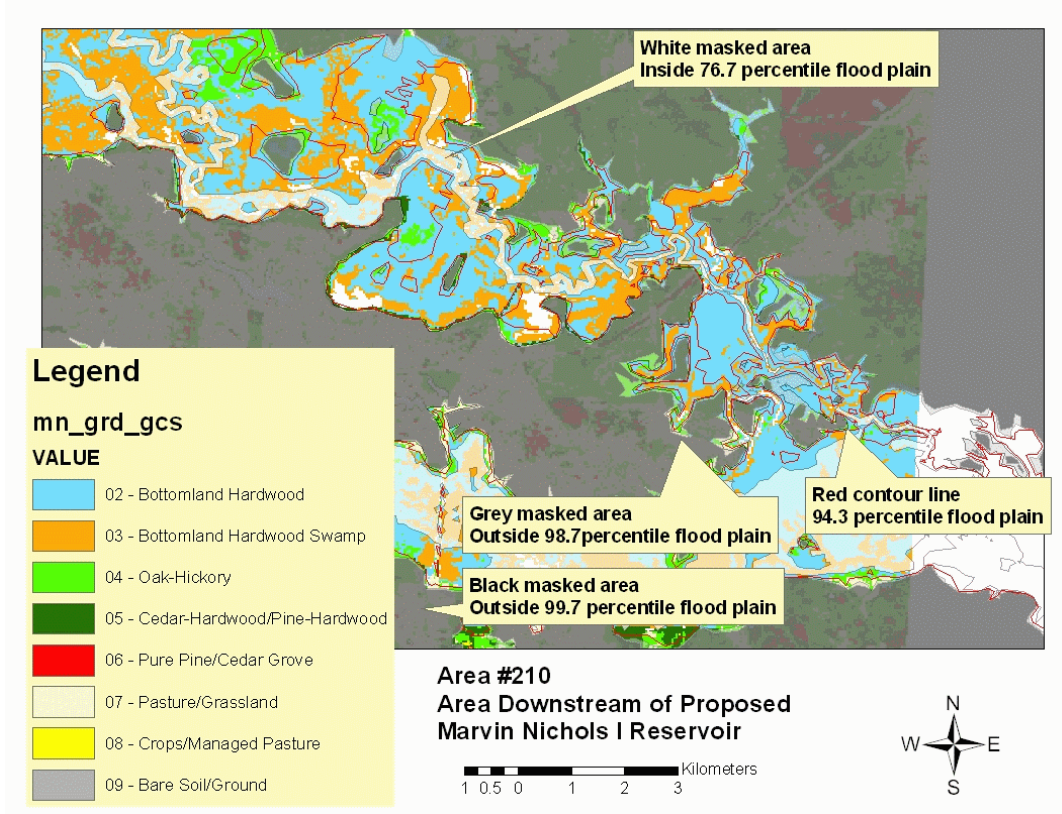 White masked area
Inside 76.7 percentile flood plain
Legend
mn_grd_gcs
VALUE
02 - Bottomland Hardwood
03 - Bottomland Hardwood Swamp
04 - Oak-Hickory
05 - Cedar-Hardwood/Pine-Hardwood
06 - Pure Pine/Cedar Grove
07 - Pasture/Grassland
08 - Crops/Managed Pasture
09 - Bare Soil/Ground
Grey masked area
Outside 98.7percentile flood plain
Red contour line
94.3 percentile flood plain
Black masked area
Outside 99.7 percentile flood plain
Area #210
Area Downstream of Proposed
Marvin Nichols I Reservoir
Kilometers
1 0.5 0 1 2 3
N
W E
S